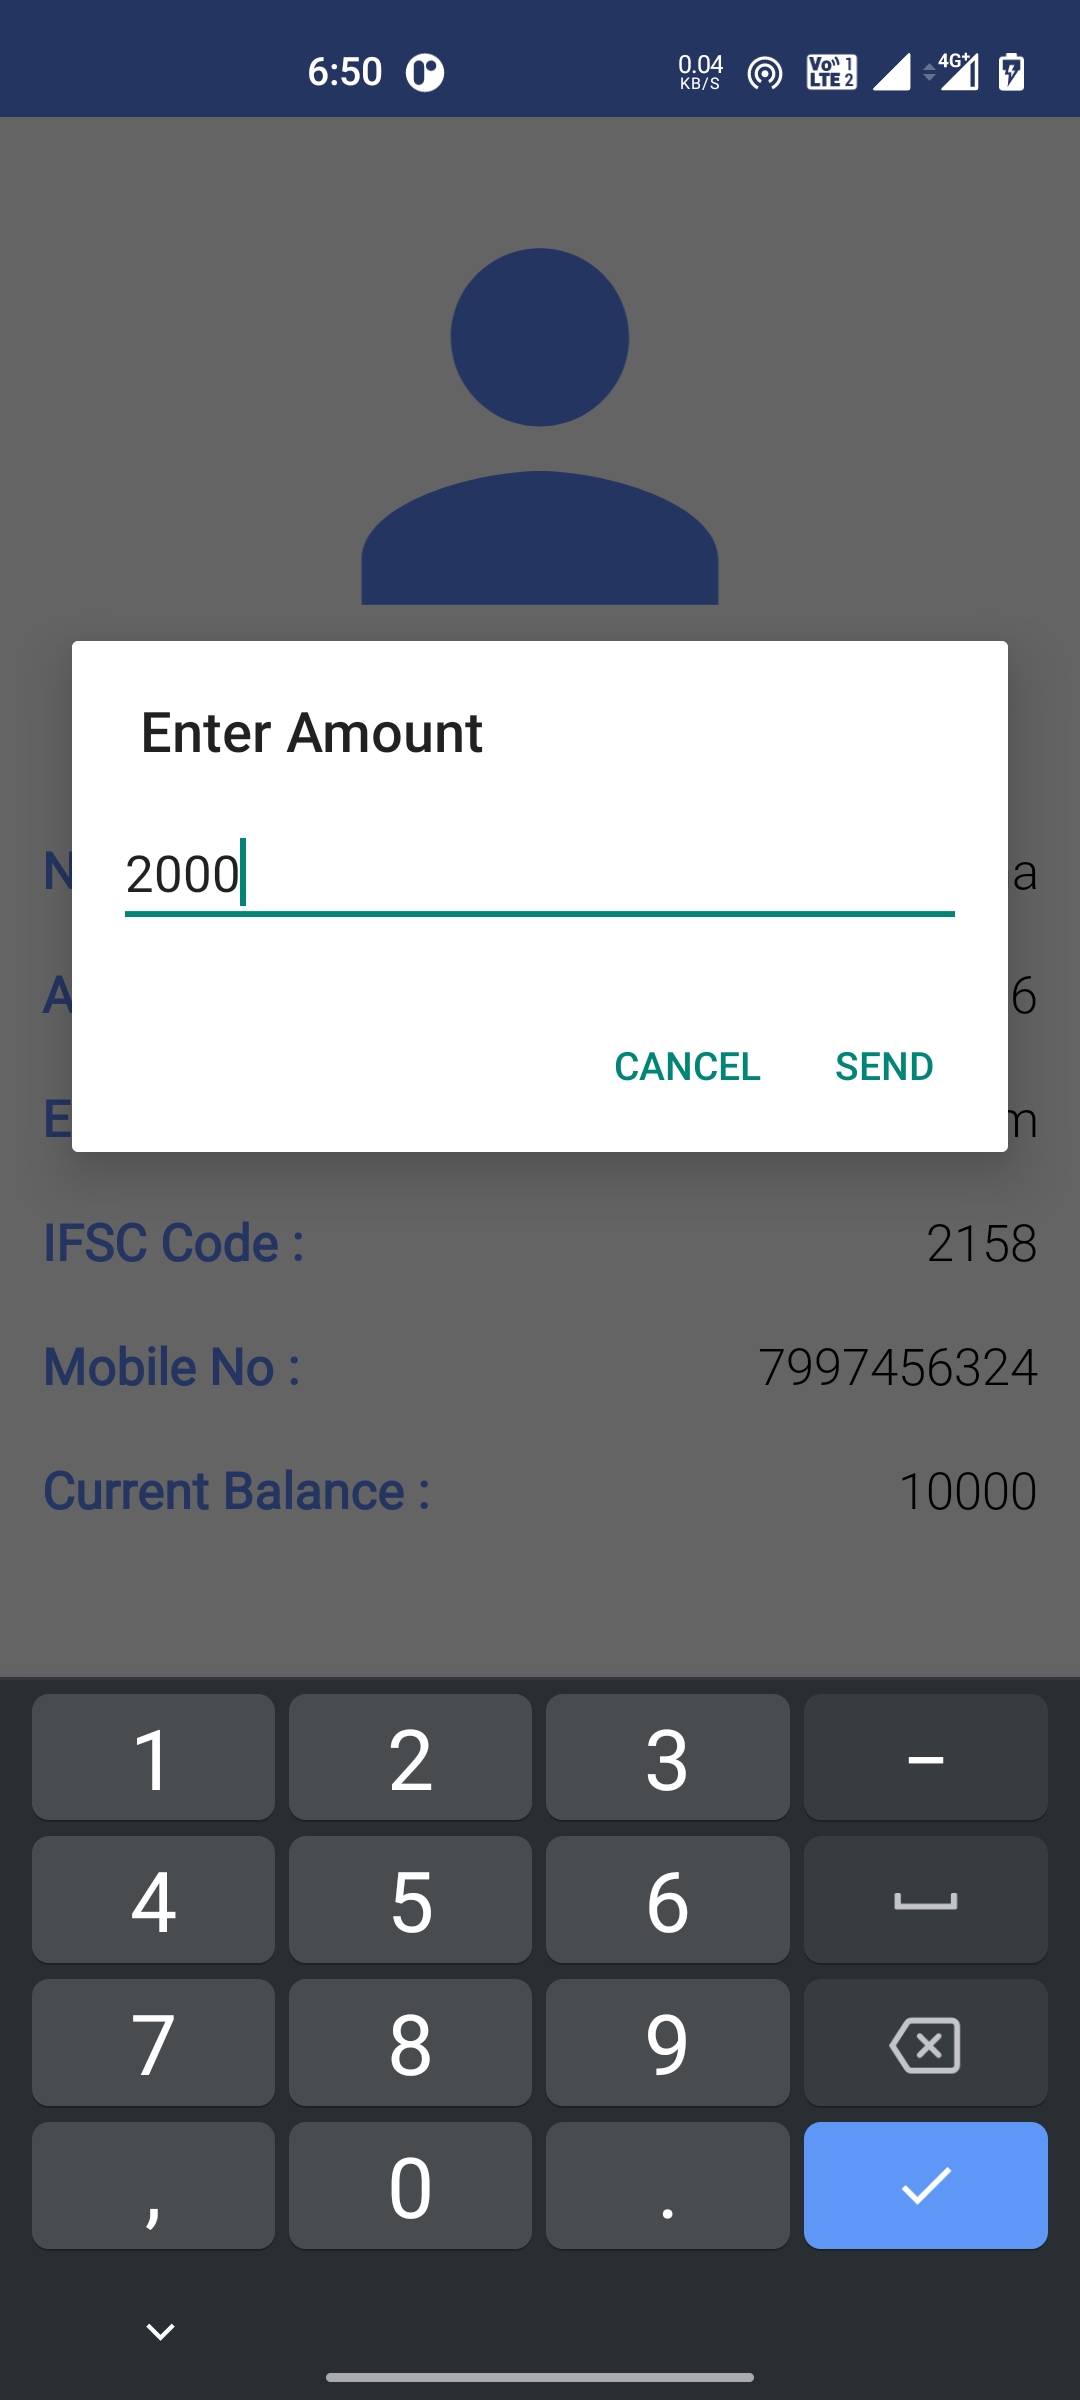 6:50 0.04 KB/S Vo)) 1 LTE 2 4G+
Enter Amount
2000
CANCEL SEND
N a
A 6
E m
IFSC Code : 2158
Mobile No : 7997456324
Current Balance : 10000
1 2 3 –
4 5 6
7 8 9
, 0 .